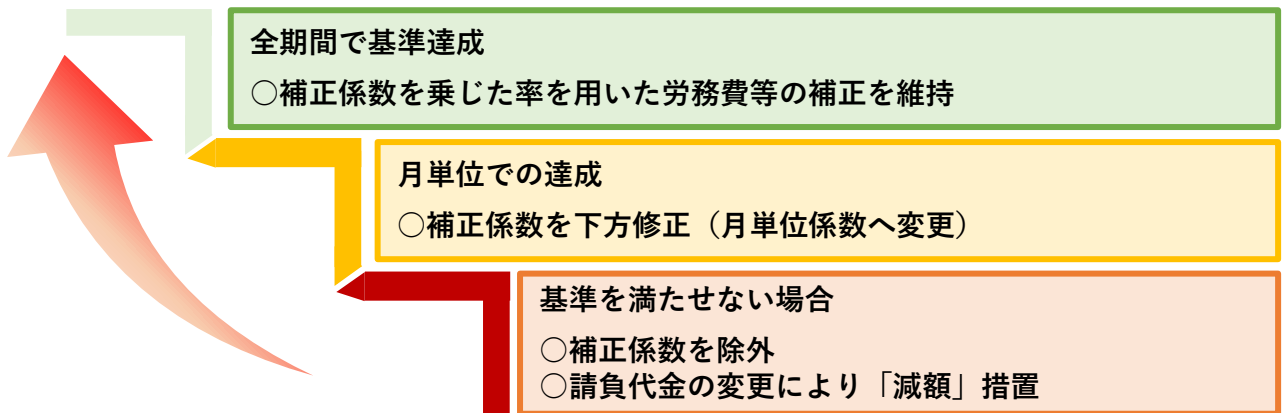 全期間で基準達成
○補正係数を乗じた率を用いた労務費等の補正を維持
月単位での達成
○補正係数を下方修正（月単位係数へ変更）
基準を満たせない場合
○補正係数を除外
○請負代金の変更により「減額」措置